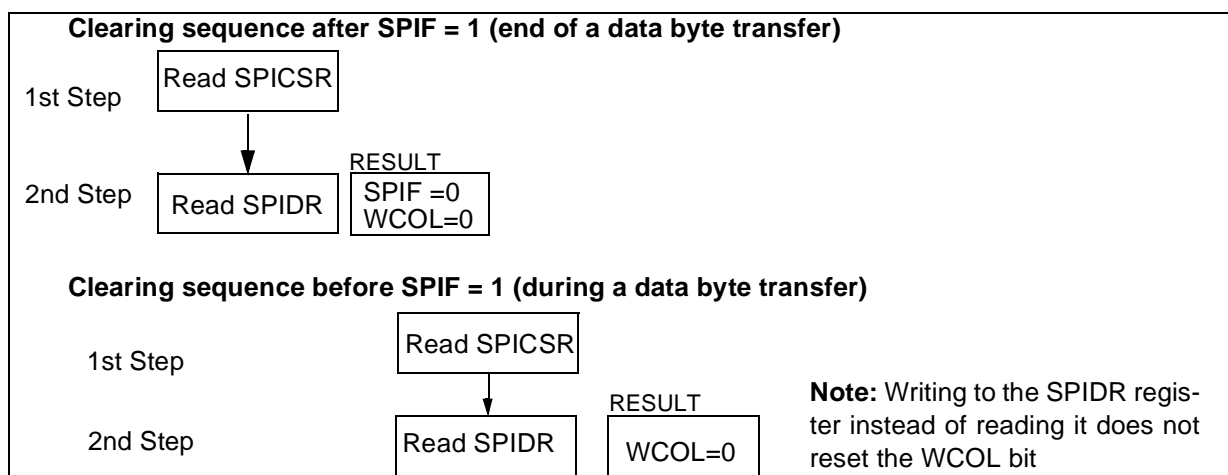 Clearing sequence after SPIF = 1 (end of a data byte transfer)
1st Step
Read SPICSR
RESULT
2nd Step
Read SPIDR
SPIF =0
WCOL=0
Clearing sequence before SPIF = 1 (during a data byte transfer)
1st Step
Read SPICSR
RESULT
2nd Step
Read SPIDR
WCOL=0
Note: Writing to the SPIDR regis-
ter instead of reading it does not
reset the WCOL bit